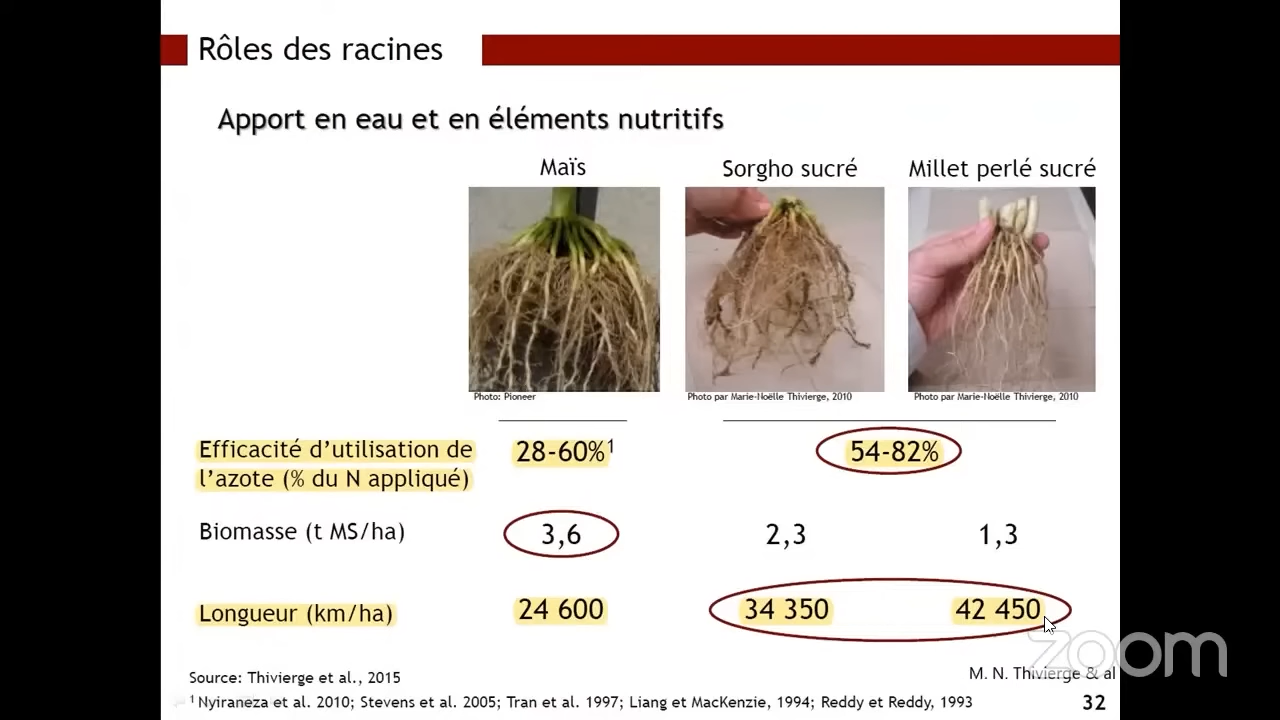 Rôles des racines
Apport en eau et en éléments nutritifs
Maïs
Sorgho sucré
Millet perlé sucré
Photo: Pioneer
Photo par Marie-Noëlle Thivierge, 2010
Photo par Marie-Noëlle Thivierge, 2010
Efficacité d’utilisation de
l’azote (% du N appliqué)
28-60%¹
54-82%
Biomasse (t MS/ha)
3,6
2,3
1,3
Longueur (km/ha)
24 600
34 350
42 450
zoom
Source: Thivierge et al., 2015
M. N. Thivierge & al
¹ Nyiraneza et al. 2010; Stevens et al. 2005; Tran et al. 1997; Liang et MacKenzie, 1994; Reddy et Reddy, 1993
32